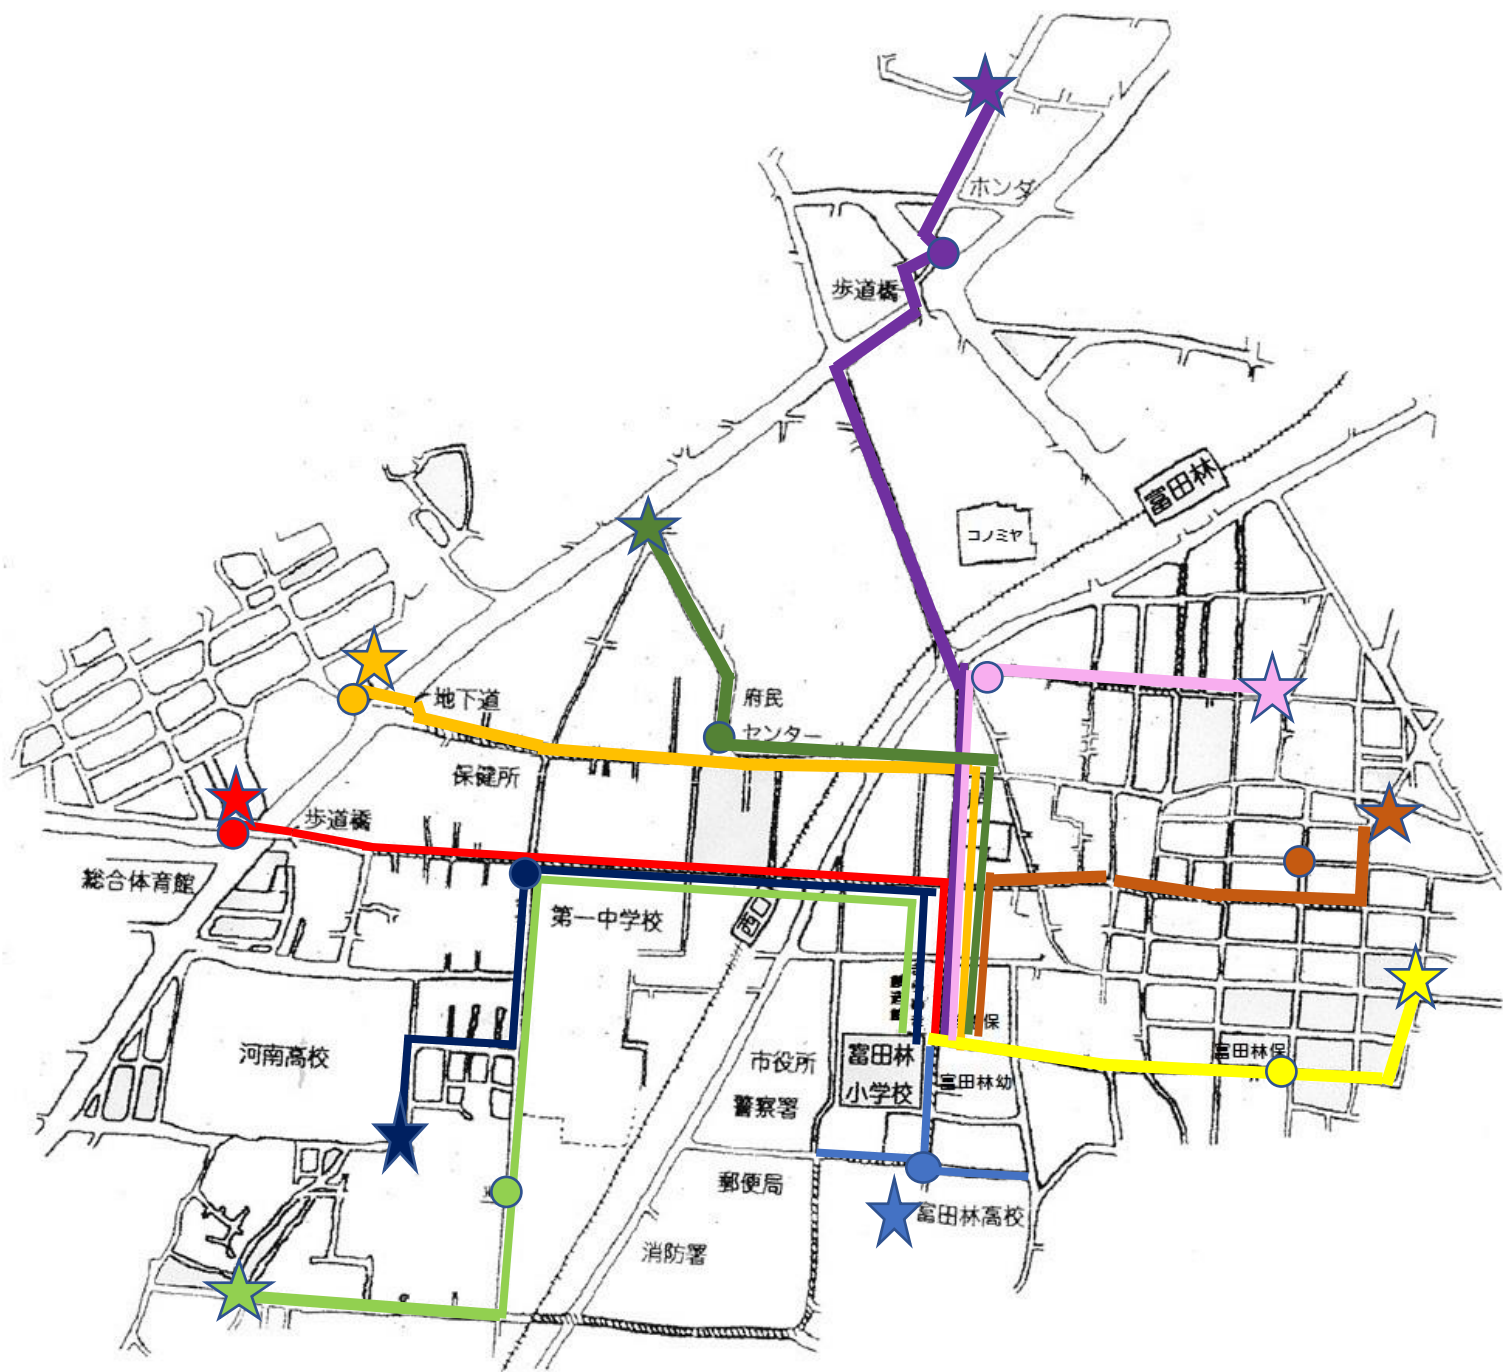 ホンダ
歩道橋
富田林
コノミヤ
地下道
府民
センター
保健所
歩道橋
総合体育館
第一中学校
西口
保
河南高校
市役所
富田林
小学校
富田林幼
富田林保
警察署
郵便局
富田林高校
消防署